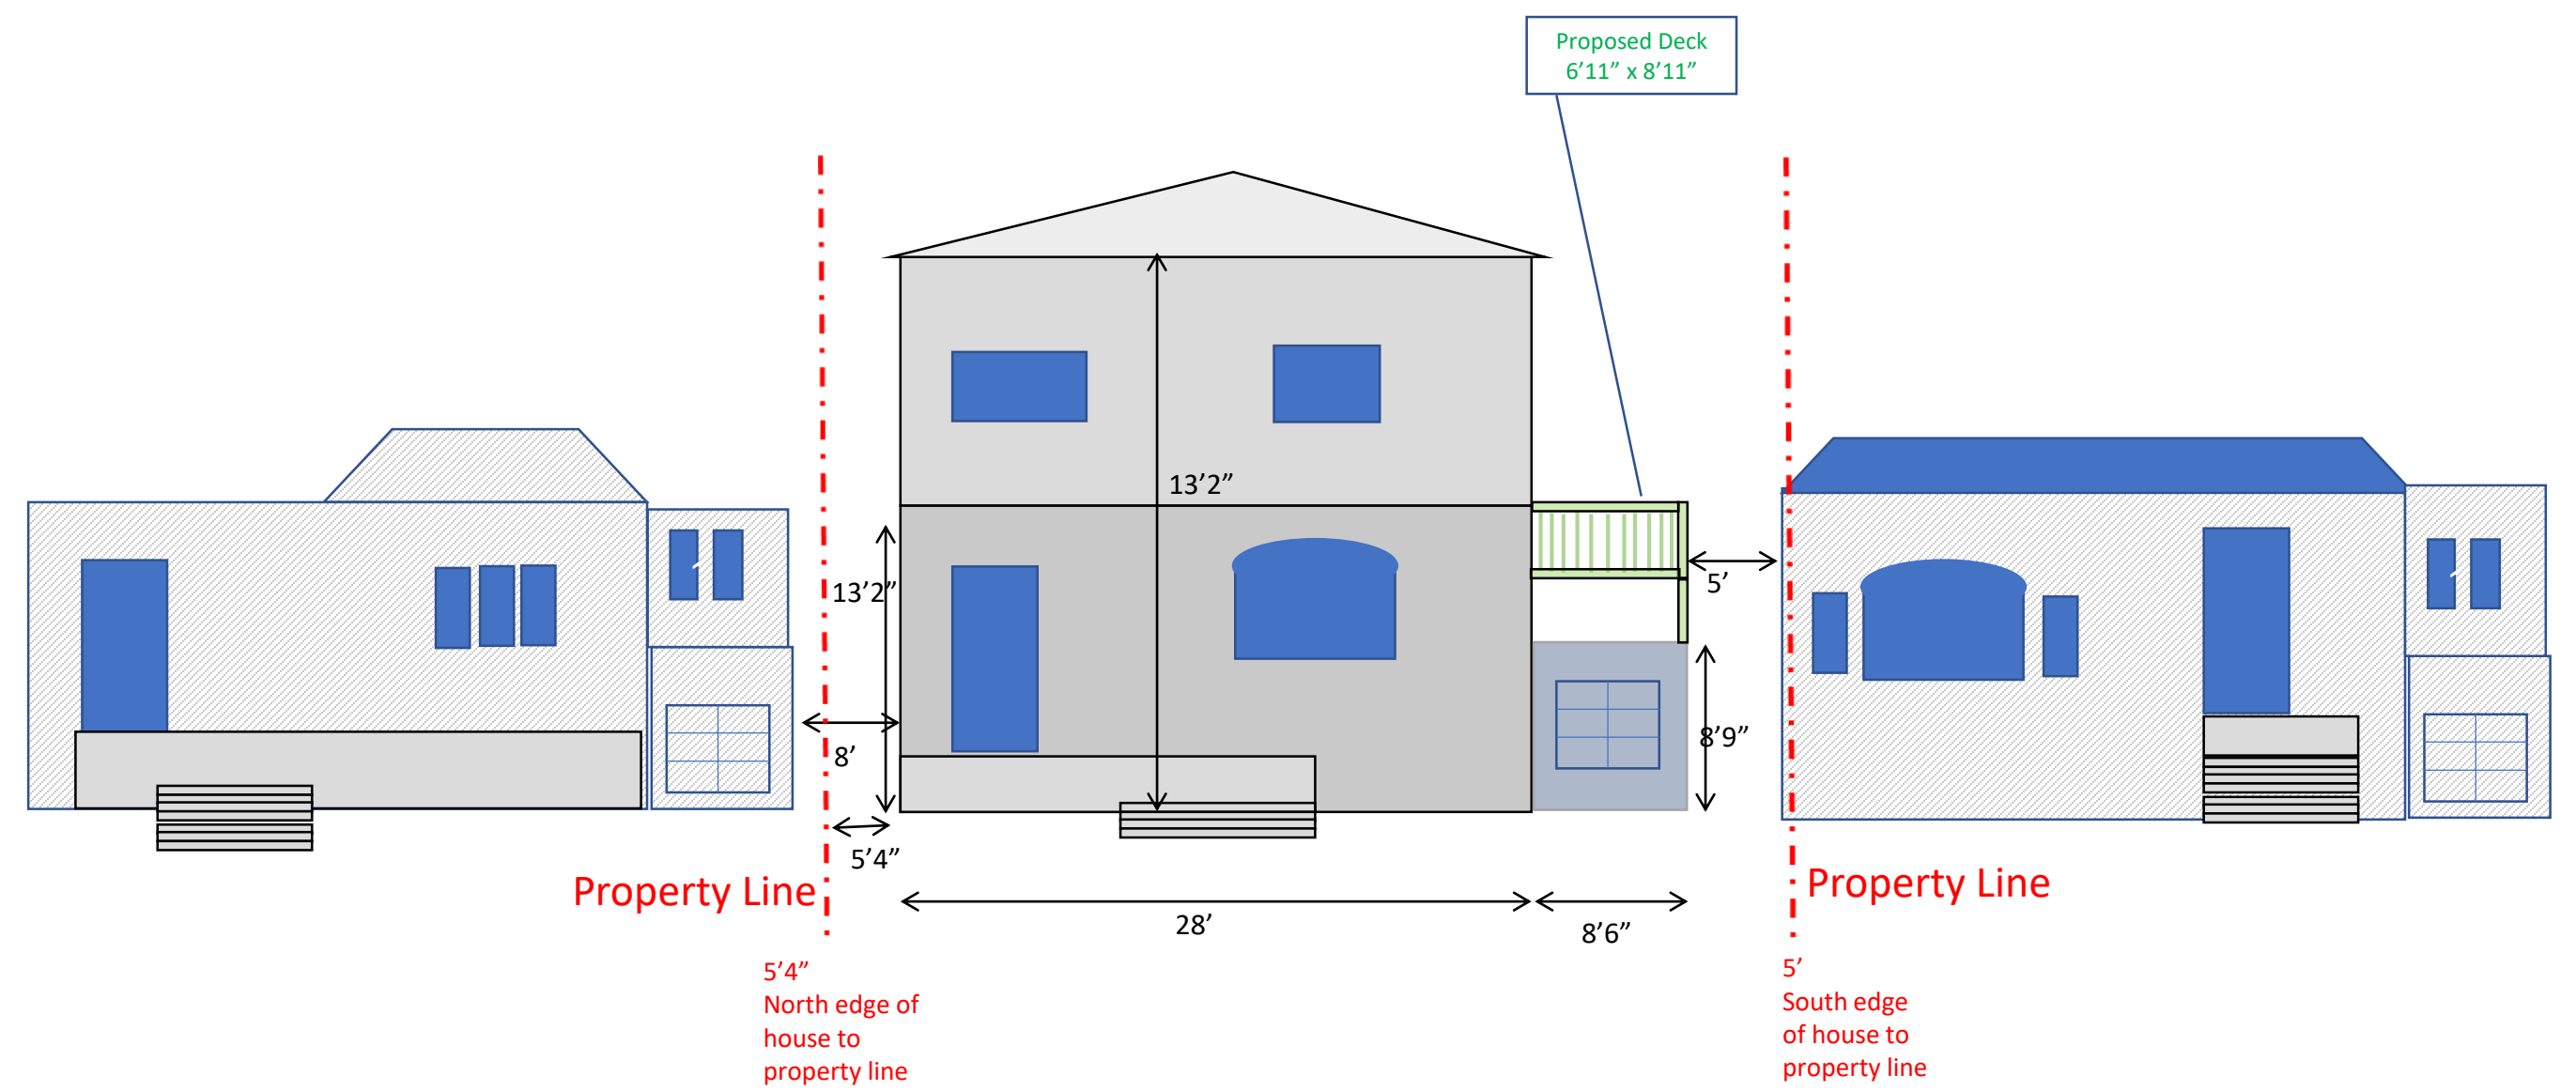 Proposed Deck
6’11” x 8’11”
13’2”
13’2”
5’
8’
8’9”
5’4”
Property Line
Property Line
28’
8’6”
5’4”
North edge of
house to
property line
5’
South edge
of house to
property line